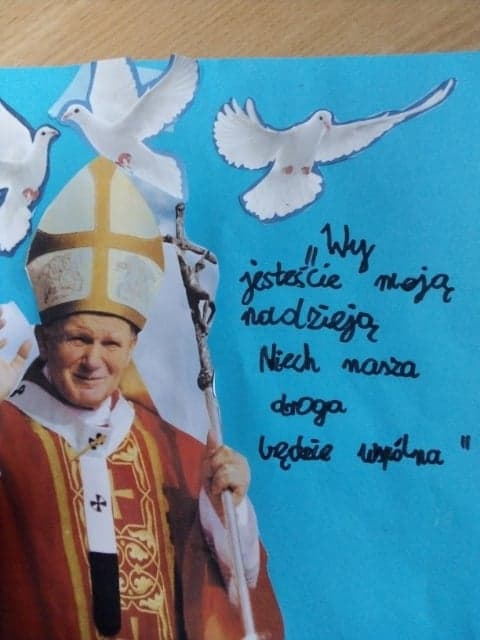 „Wy
jesteście moją
nadzieją
Niech nasza
droga
będzie wspólna"